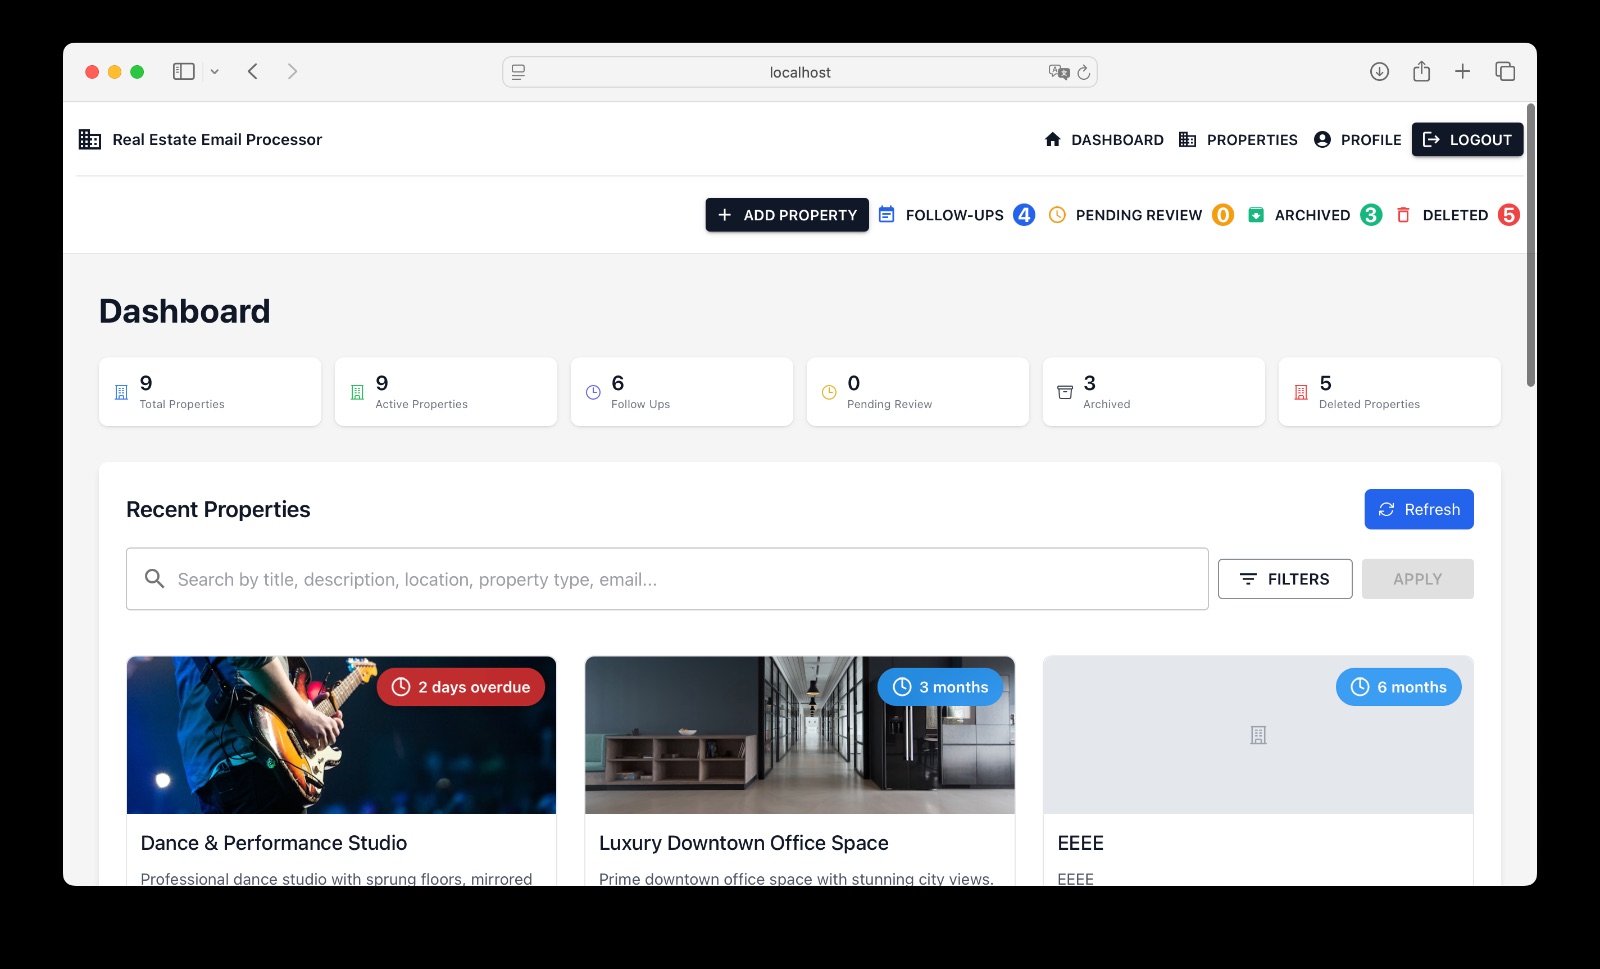 localhost
Real Estate Email Processor
DASHBOARD PROPERTIES PROFILE LOGOUT
ADD PROPERTY FOLLOW-UPS 4 PENDING REVIEW 0 ARCHIVED 3 DELETED 5
Dashboard
9
Total Properties
9
Active Properties
6
Follow Ups
0
Pending Review
3
Archived
5
Deleted Properties
Recent Properties
Refresh
Search by title, description, location, property type, email...
FILTERS
APPLY
2 days overdue
Dance & Performance Studio
Professional dance studio with sprung floors, mirrored
3 months
Luxury Downtown Office Space
Prime downtown office space with stunning city views.
6 months
EEEE
EEEE